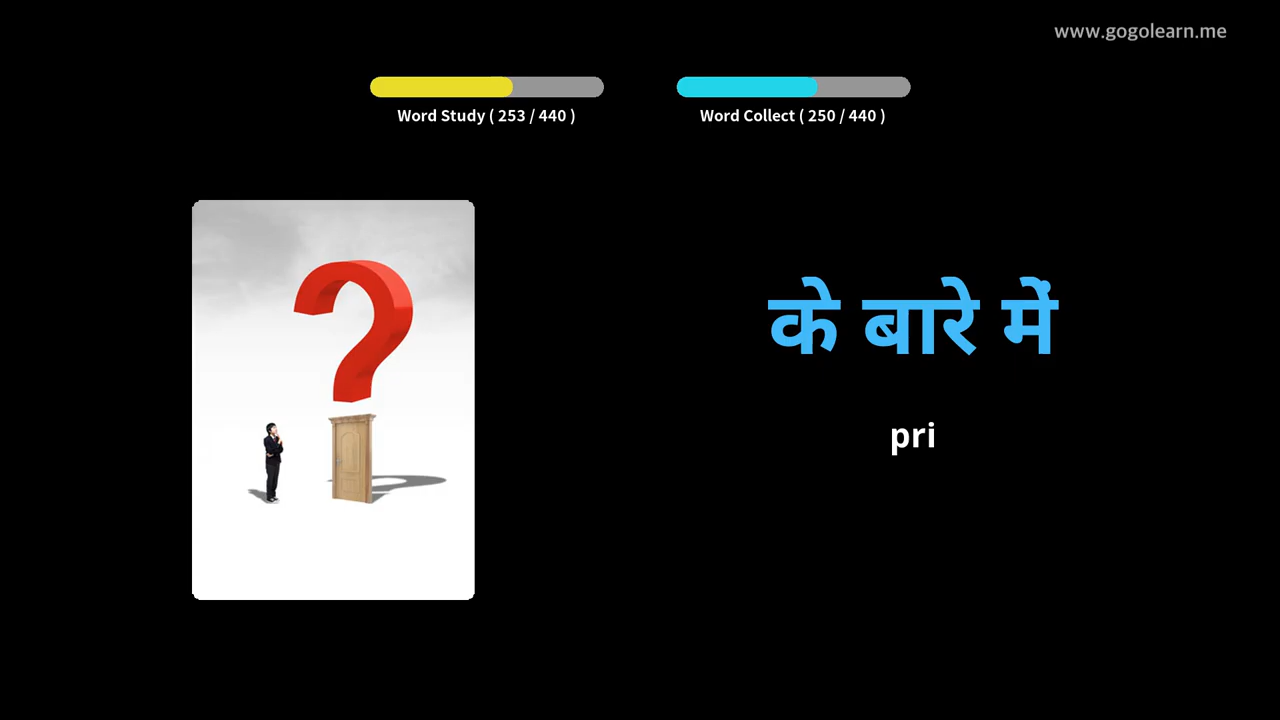 www.gogolearn.me
Word Study ( 253 / 440 )
Word Collect ( 250 / 440 )
के बारे में
pri